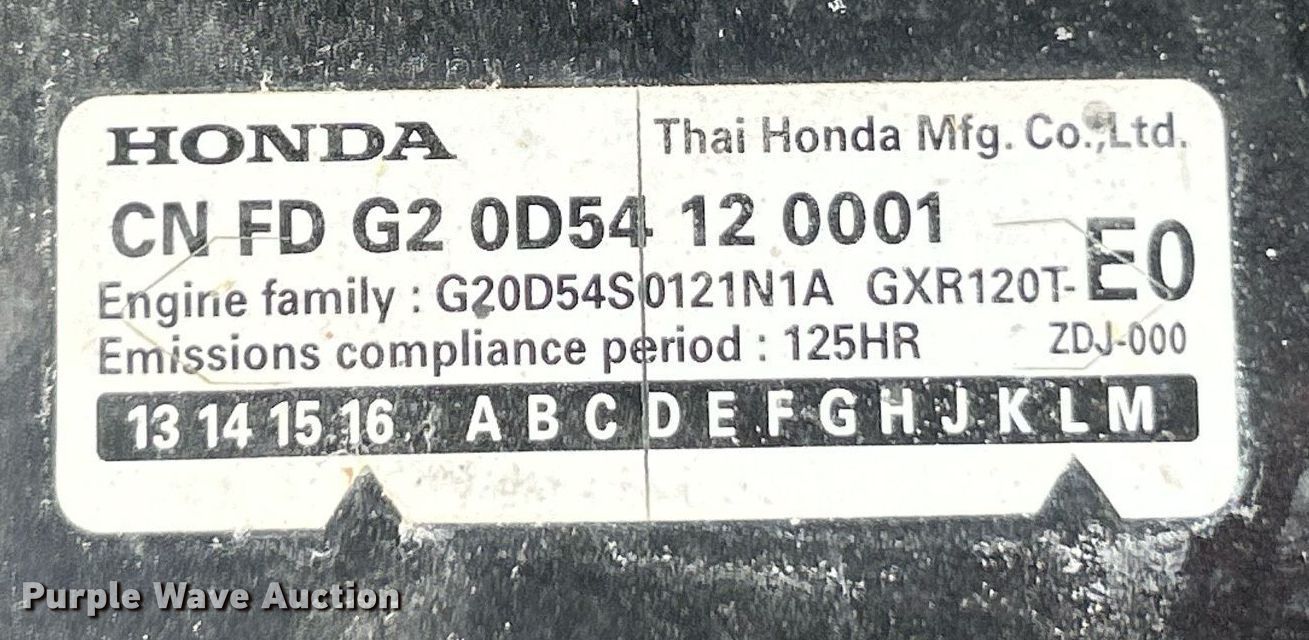 HONDA Thai Honda Mfg. Co.,Ltd.
CN FD G2 0D54 12 0001
E0
Engine family : G20D54S0121N1A GXR120T-
Emissions compliance period : 125HR ZDJ-000
13 14 15 16 A B C D E F G H J K L M
Purple Wave Auction